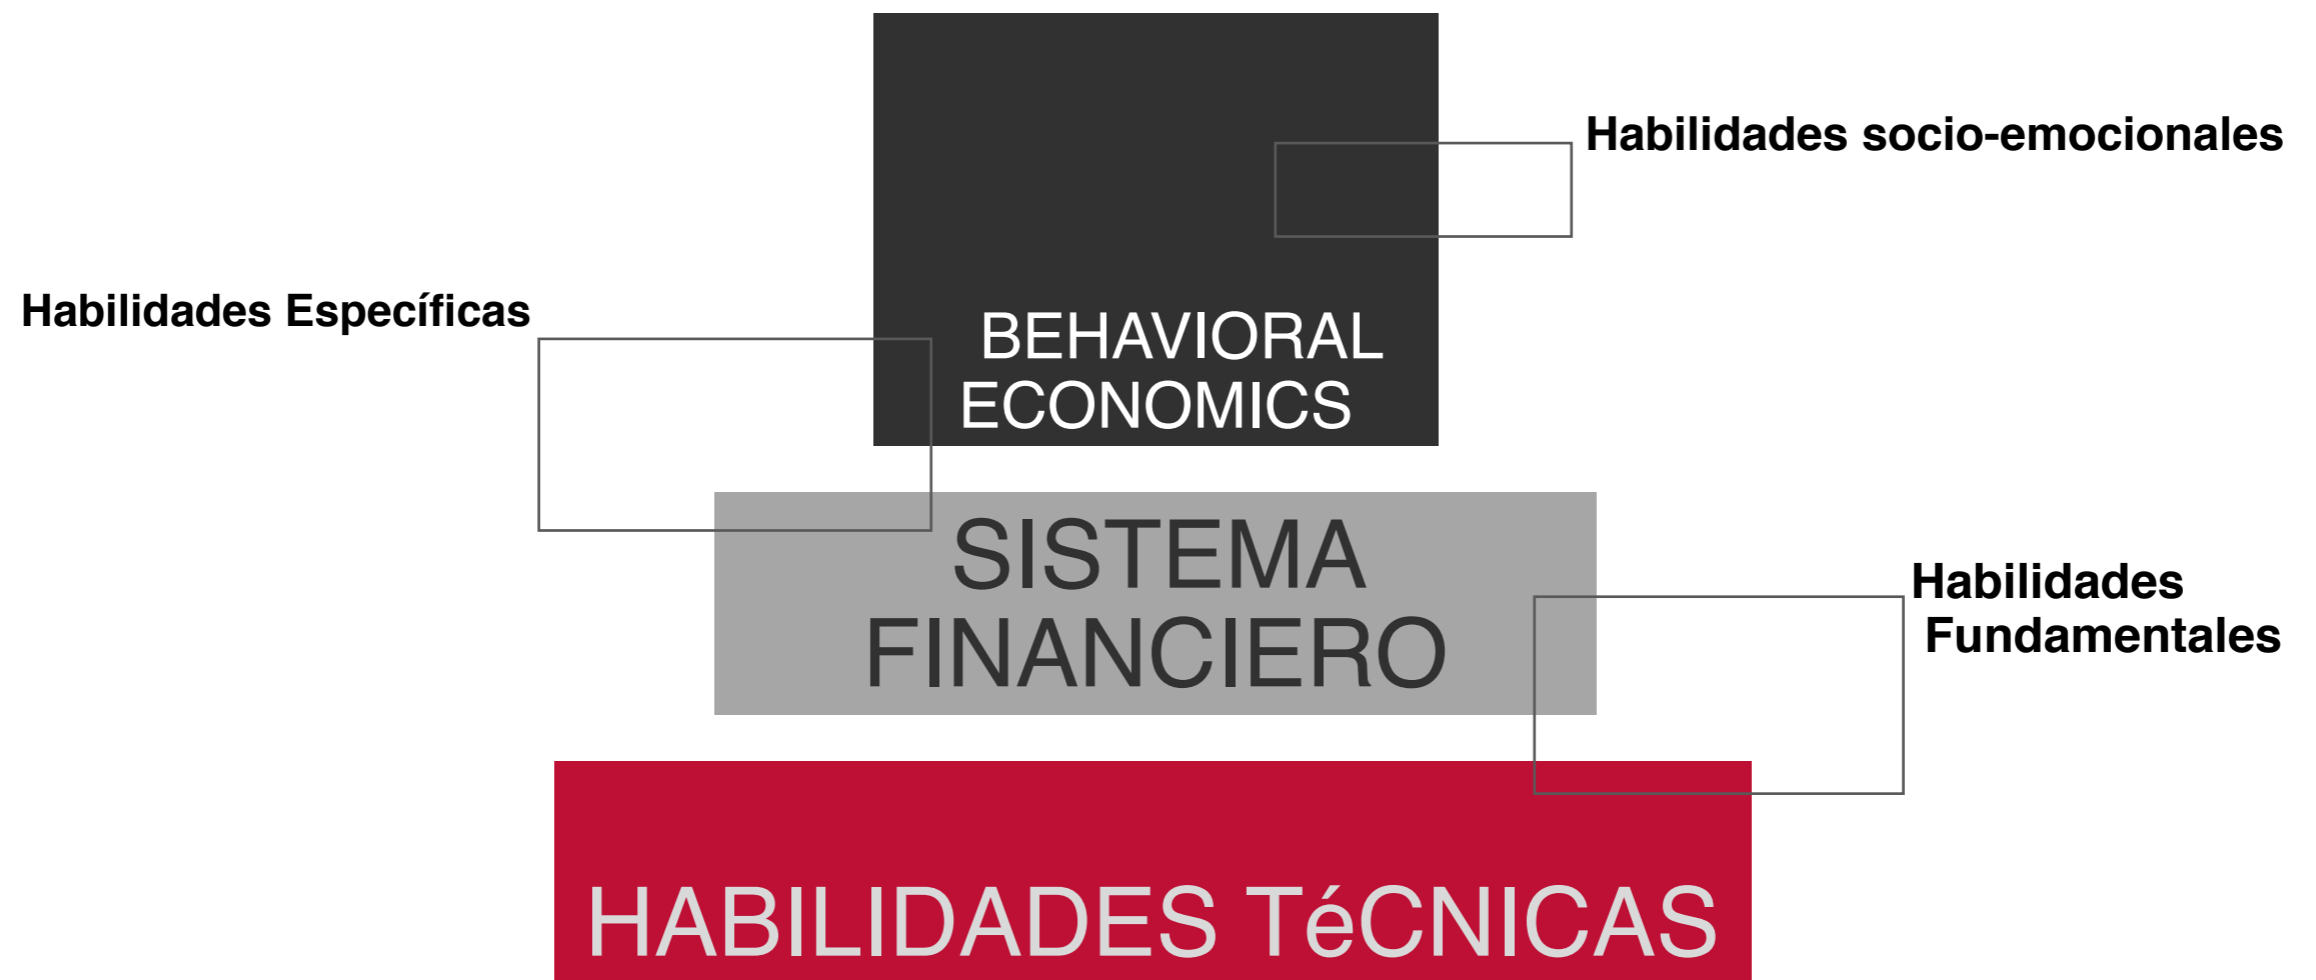 Habilidades socio-emocionales
Habilidades Específicas
BEHAVIORAL
ECONOMICS
SISTEMA
FINANCIERO
Habilidades
Fundamentales
HABILIDADES TéCNICAS